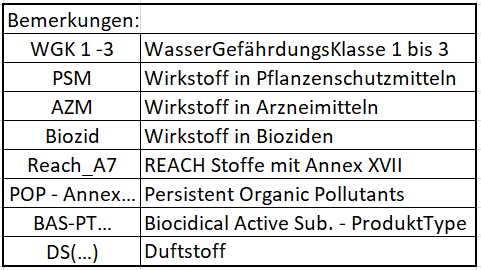 Bemerkungen:
WGK 1 -3 WasserGefährdungsKlasse 1 bis 3
PSM Wirkstoff in Pflanzenschutzmitteln
AZM Wirkstoff in Arzneimitteln
Biozid Wirkstoff in Bioziden
Reach_A7 REACH Stoffe mit Annex XVII
POP - Annex... Persistent Organic Pollutants
BAS-PT... Biocidical Active Sub. - ProduktType
DS(...) Duftstoff